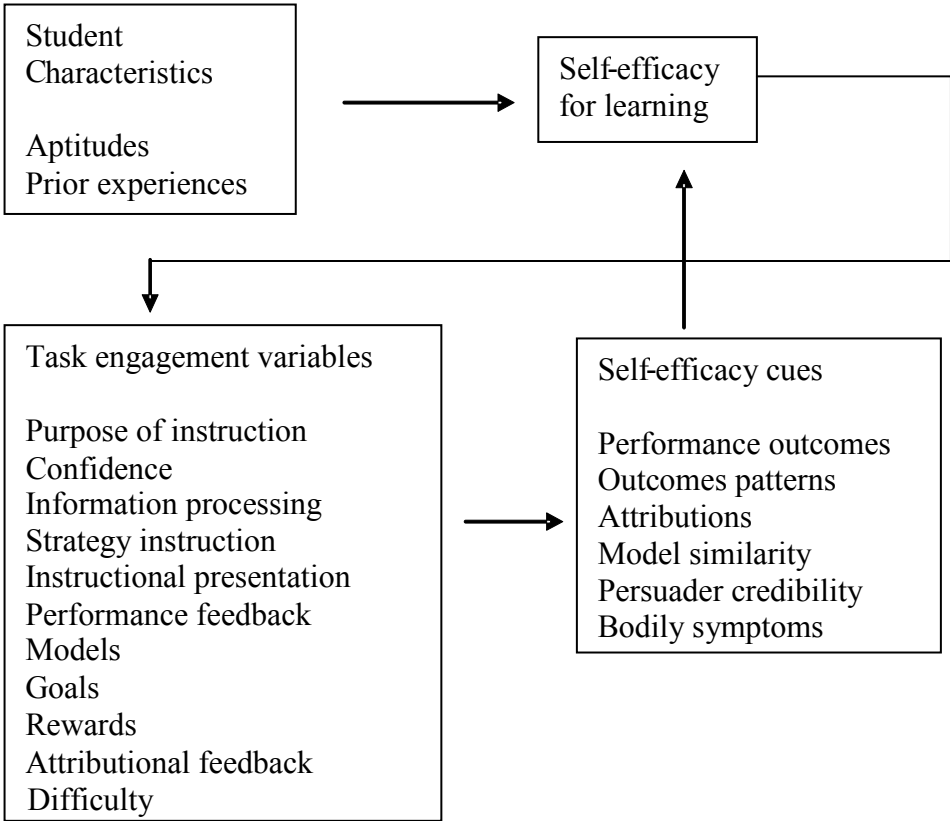 Student
Characteristics
Aptitudes
Prior experiences
Self-efficacy
for learning
Task engagement variables
Purpose of instruction
Confidence
Information processing
Strategy instruction
Instructional presentation
Performance feedback
Models
Goals
Rewards
Attributional feedback
Difficulty
Self-efficacy cues
Performance outcomes
Outcomes patterns
Attributions
Model similarity
Persuader credibility
Bodily symptoms